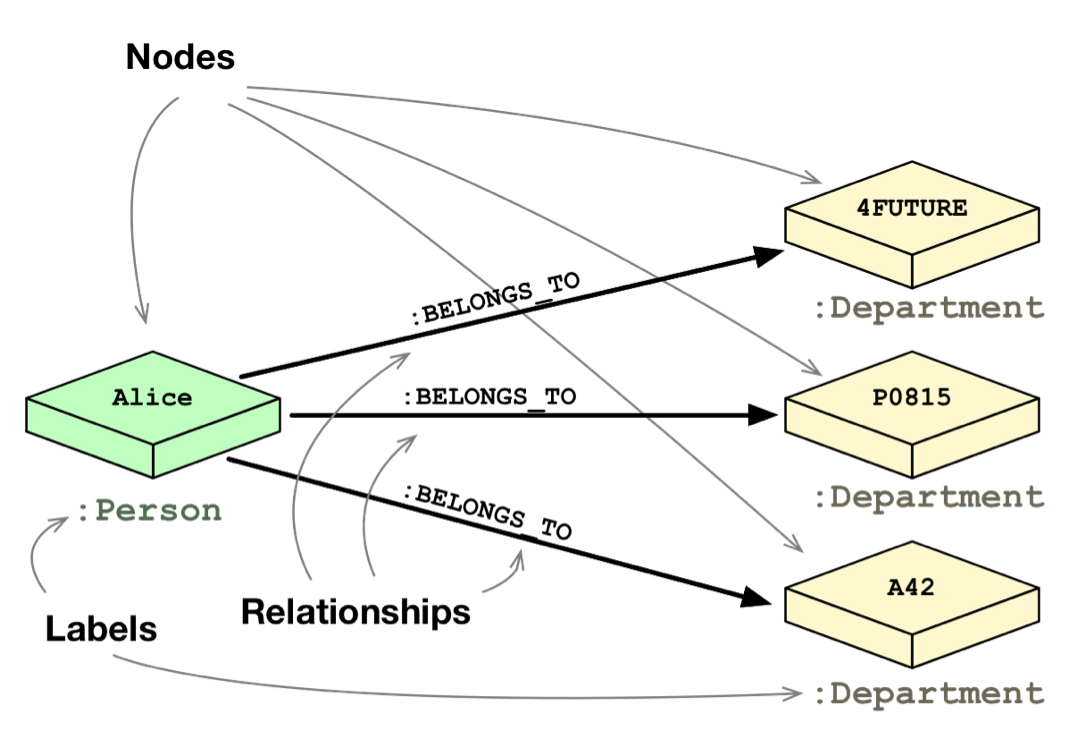 Nodes
4FUTURE
:BELONGS_TO
:Department
Alice
:BELONGS_TO
P0815
:Person
:BELONGS_TO
:Department
A42
Relationships
Labels
:Department